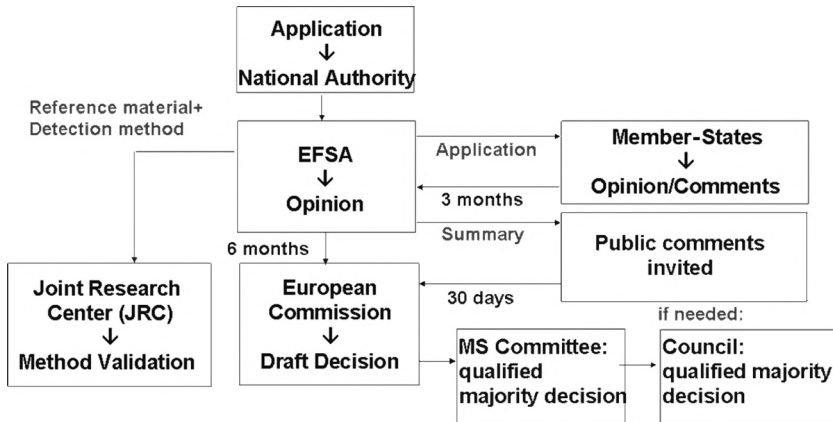 Application
National Authority
Reference material+
Detection method
EFSA
Opinion
Application
3 months
Member-States
Opinion/Comments
Summary
Public comments
invited
6 months
30 days
Joint Research
Center (JRC)
Method Validation
European
Commission
Draft Decision
if needed:
MS Committee:
qualified
majority decision
Council:
qualified majority
decision